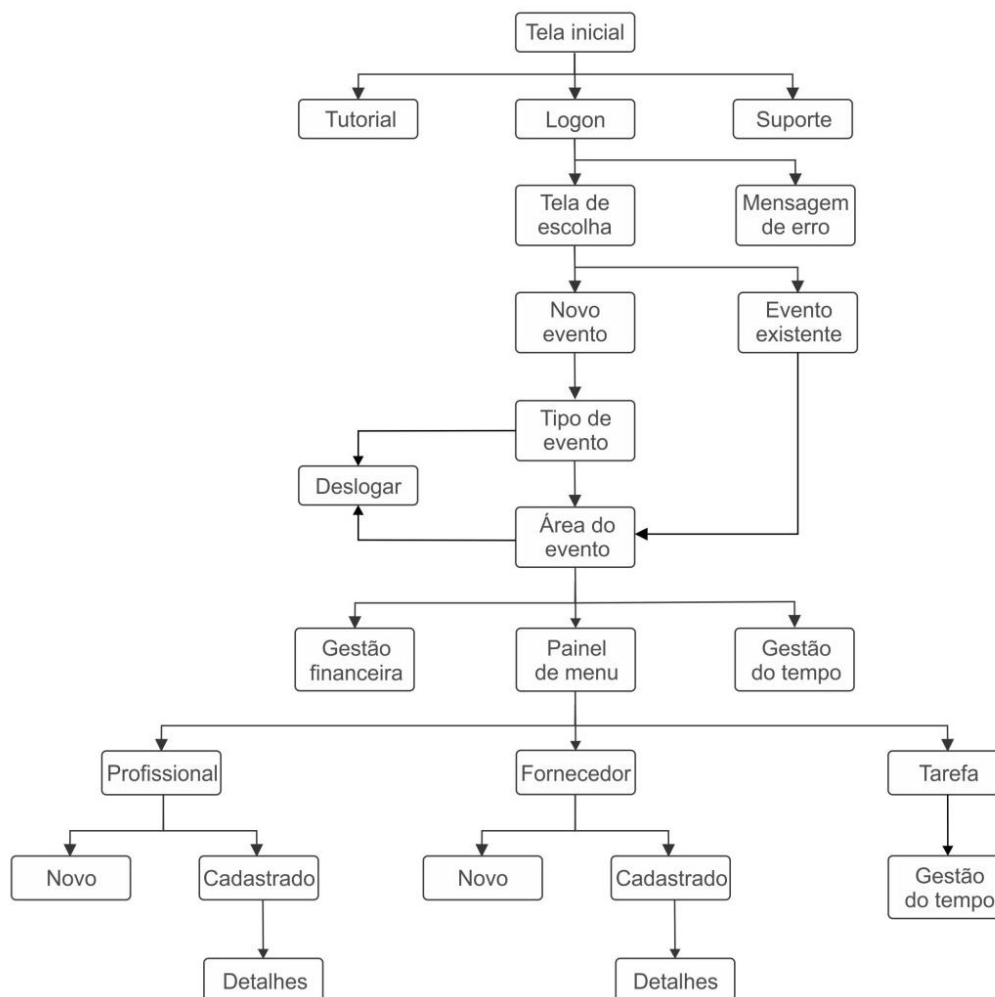 Tela inicial
Tutorial
Logon
Suporte
Tela de
escolha
Mensagem
de erro
Novo
evento
Evento
existente
Tipo de
evento
Deslogar
Área do
evento
Gestão
financeira
Painel
de menu
Gestão
do tempo
Profissional
Fornecedor
Tarefa
Novo
Cadastrado
Novo
Cadastrado
Gestão
do tempo
Detalhes
Detalhes